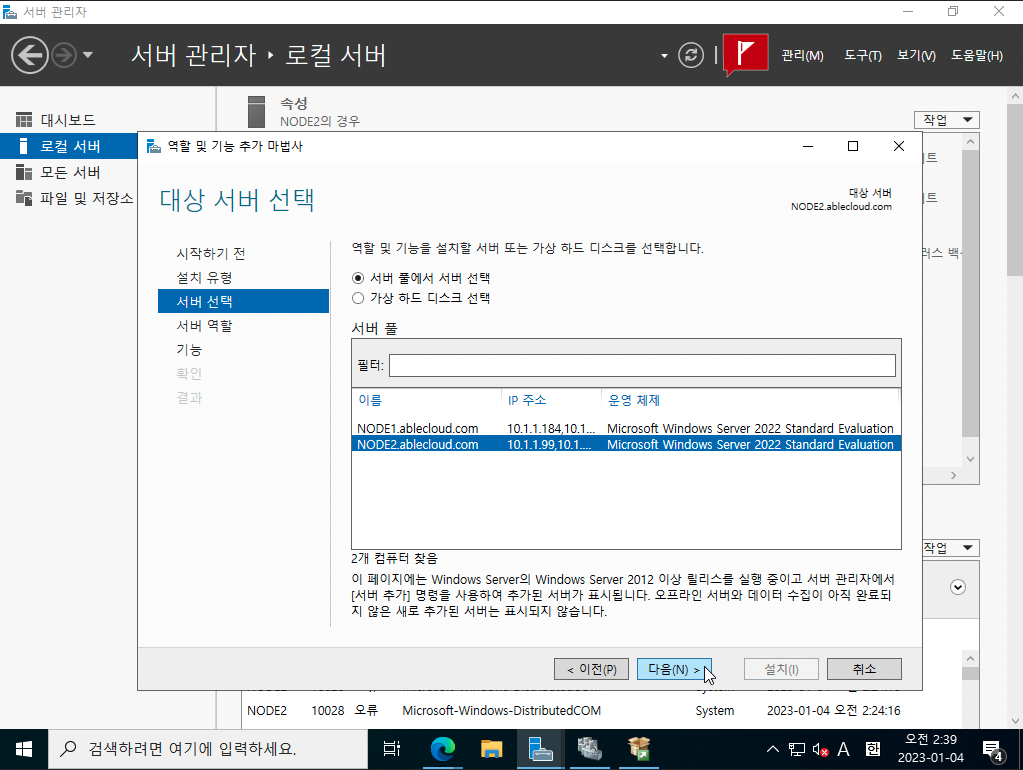 서버 관리자
서버 관리자 ‣ 로컬 서버
관리(M) 도구(T) 보기(V) 도움말(H)
대시보드
로컬 서버
모든 서버
파일 및 저장소
속성
NODE2의 경우
작업
역할 및 기능 추가 마법사
대상 서버 선택
대상 서버
NODE2.ablecloud.com
시작하기 전
설치 유형
서버 선택
서버 역할
기능
확인
결과
역할 및 기능을 설치할 서버 또는 가상 하드 디스크를 선택합니다.
서버 풀에서 서버 선택
가상 하드 디스크 선택
서버 풀
필터:
이름 IP 주소 운영 체제
NODE1.ablecloud.com 10.1.1.184,10.1... Microsoft Windows Server 2022 Standard Evaluation
NODE2.ablecloud.com 10.1.1.99,10.1.... Microsoft Windows Server 2022 Standard Evaluation
2개 컴퓨터 찾음
이 페이지에는 Windows Server의 Windows Server 2012 이상 릴리스를 실행 중이고 서버 관리자에서
[서버 추가] 명령을 사용하여 추가된 서버가 표시됩니다. 오프라인 서버와 데이터 수집이 아직 완료되
지 않은 새로 추가된 서버는 표시되지 않습니다.
< 이전(P) 다음(N) > 설치(I) 취소
작업
NODE2 10028 오류 Microsoft-Windows-DistributedCOM System 2023-01-04 오전 2:24:16
검색하려면 여기에 입력하세요.
A 한
오전 2:39
2023-01-04
4